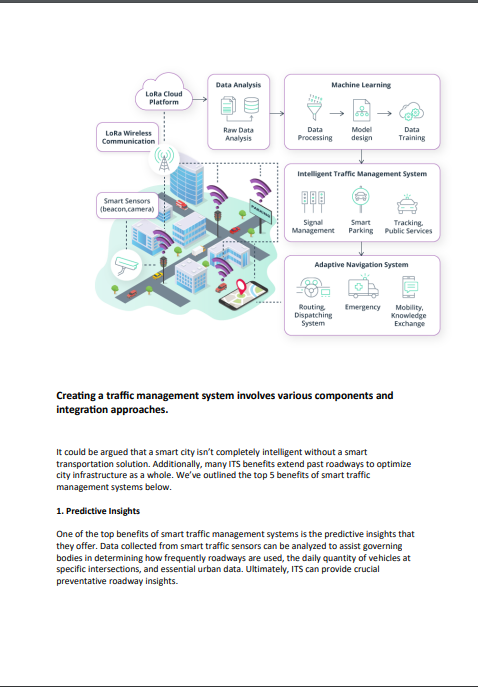 LoRa Cloud
Platform
Data Analysis
Raw Data
Analysis
Machine Learning
Data
Processing
Model
design
Data
Training
LoRa Wireless
Communication
Intelligent Traffic Management System
Signal
Management
Smart
Parking
Tracking,
Public Services
Smart Sensors
(beacon,camera)
PARKING
Adaptive Navigation System
Routing,
Dispatching
System
Emergency
Mobility,
Knowledge
Exchange
Creating a traffic management system involves various components and
integration approaches.
It could be argued that a smart city isn’t completely intelligent without a smart
transportation solution. Additionally, many ITS benefits extend past roadways to optimize
city infrastructure as a whole. We’ve outlined the top 5 benefits of smart traffic
management systems below.
1. Predictive Insights
One of the top benefits of smart traffic management systems is the predictive insights that
they offer. Data collected from smart traffic sensors can be analyzed to assist governing
bodies in determining how frequently roadways are used, the daily quantity of vehicles at
specific intersections, and essential urban data. Ultimately, ITS can provide crucial
preventative roadway insights.